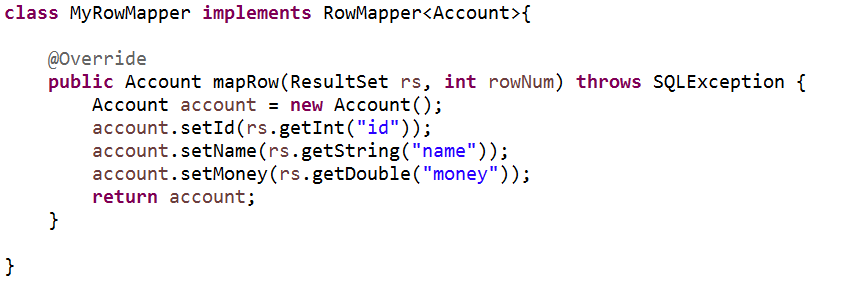 class MyRowMapper implements RowMapper<Account>{
@Override
public Account mapRow(ResultSet rs, int rowNum) throws SQLException {
Account account = new Account();
account.setId(rs.getInt("id"));
account.setName(rs.getString("name"));
account.setMoney(rs.getDouble("money"));
return account;
}
}